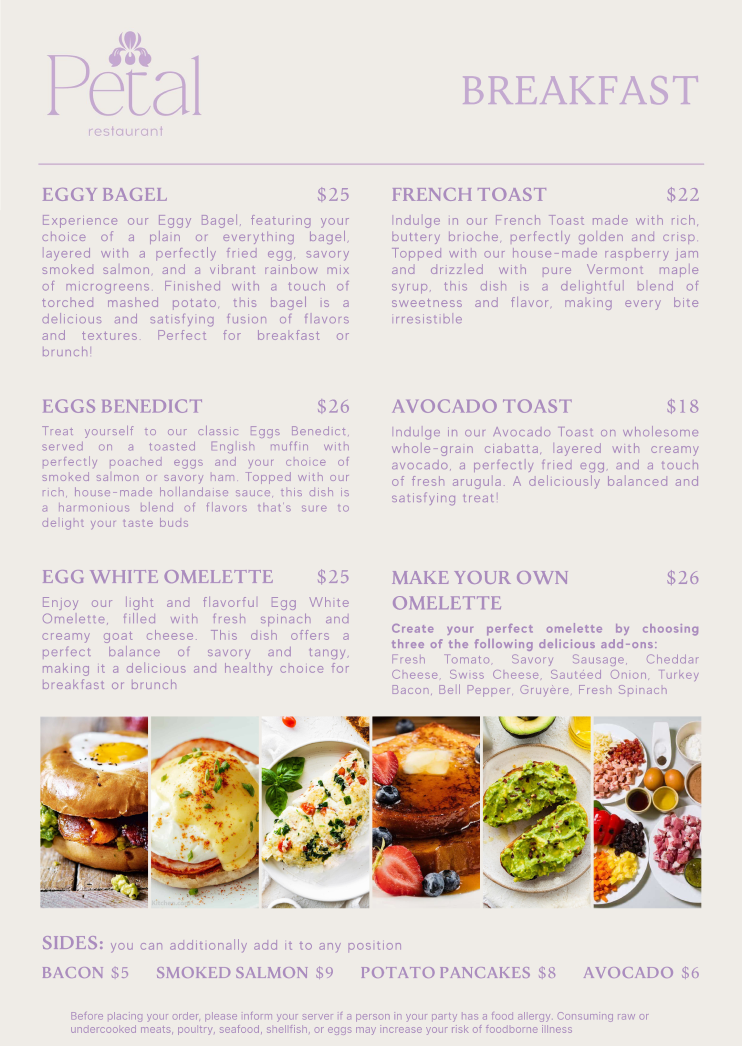 Petal
restaurant
BREAKFAST
EGGY BAGEL $25
Experience our Eggy Bagel, featuring your
choice of a plain or everything bagel,
layered with a perfectly fried egg, savory
smoked salmon, and a vibrant rainbow mix
of microgreens. Finished with a touch of
torched mashed potato, this bagel is a
delicious and satisfying fusion of flavors
and textures. Perfect for breakfast or
brunch!
FRENCH TOAST $22
Indulge in our French Toast made with rich,
buttery brioche, perfectly golden and crisp.
Topped with our house-made raspberry jam
and drizzled with pure Vermont maple
syrup, this dish is a delightful blend of
sweetness and flavor, making every bite
irresistible
EGGS BENEDICT $26
Treat yourself to our classic Eggs Benedict,
served on a toasted English muffin with
perfectly poached eggs and your choice of
smoked salmon or savory ham. Topped with our
rich, house-made hollandaise sauce, this dish is
a harmonious blend of flavors that's sure to
delight your taste buds
AVOCADO TOAST $18
Indulge in our Avocado Toast on wholesome
whole-grain ciabatta, layered with creamy
avocado, a perfectly fried egg, and a touch
of fresh arugula. A deliciously balanced and
satisfying treat!
EGG WHITE OMELETTE $25
Enjoy our light and flavorful Egg White
Omelette, filled with fresh spinach and
creamy goat cheese. This dish offers a
perfect balance of savory and tangy,
making it a delicious and healthy choice for
breakfast or brunch
MAKE YOUR OWN $26
OMELETTE
Create your perfect omelette by choosing
three of the following delicious add-ons:
Fresh Tomato, Savory Sausage, Cheddar
Cheese, Swiss Cheese, Sautéed Onion, Turkey
Bacon, Bell Pepper, Gruyère, Fresh Spinach
SIDES: you can additionally add it to any position
BACON $5 SMOKED SALMON $9 POTATO PANCAKES $8 AVOCADO $6
Before placing your order, please inform your server if a person in your party has a food allergy. Consuming raw or
undercooked meats, poultry, seafood, shellfish, or eggs may increase your risk of foodborne illness